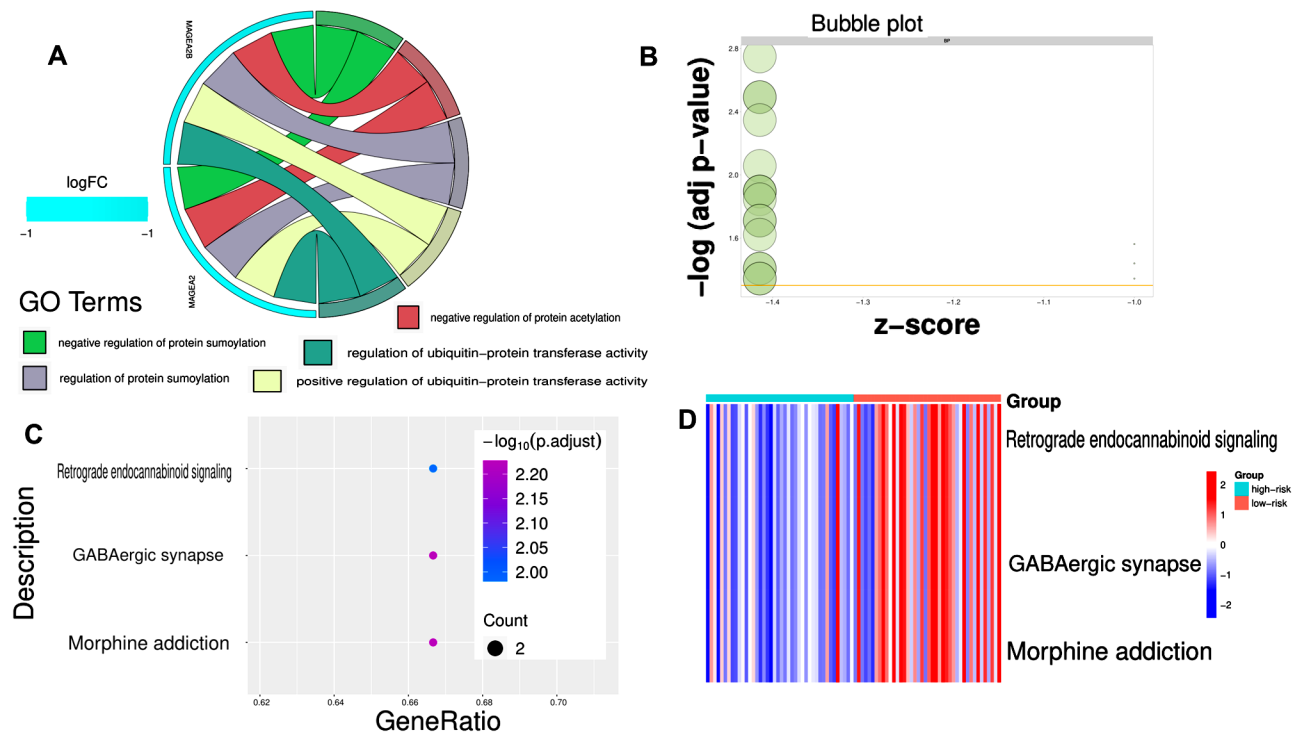 A
MAGEA2B
MAGEA2
logFC
−1
−1
GO Terms
negative regulation of protein acetylation
negative regulation of protein sumoylation
regulation of ubiquitin−protein transferase activity
regulation of protein sumoylation
positive regulation of ubiquitin−protein transferase activity
B
Bubble plot
BP
−log (adj p−value)
2.8
2.4
2.0
1.6
−1.4
−1.3
−1.2
−1.1
−1.0
z−score
C
Description
Retrograde endocannabinoid signaling
GABAergic synapse
Morphine addiction
−log10(p.adjust)
2.20
2.15
2.10
2.05
2.00
Count
2
0.62
0.64
0.66
0.68
0.70
GeneRatio
D
Group
Retrograde endocannabinoid signaling
GABAergic synapse
Morphine addiction
2
1
0
−1
−2
Group
high−risk
low−risk